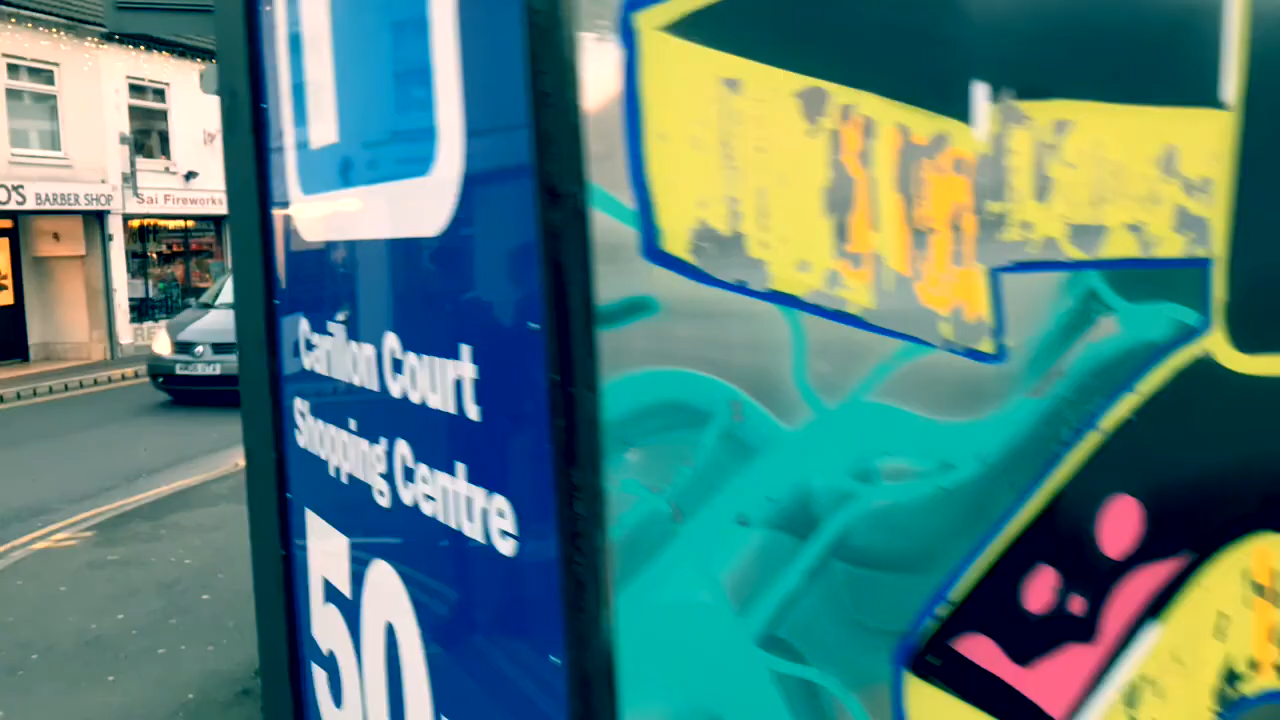 O'S BARBER SHOP
Sai Fireworks
Carillon Court
Shopping Centre
50